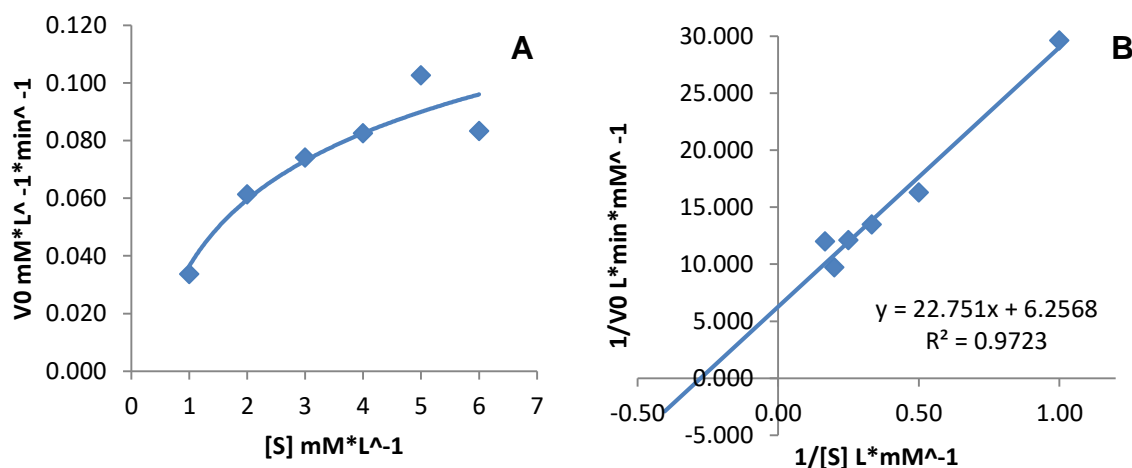 A
0.120
0.100
0.080
0.060
0.040
0.020
0.000
0 1 2 3 4 5 6 7
V0 mM*L^-1*min^-1
[S] mM*L^-1
B
30.000
25.000
20.000
15.000
10.000
5.000
0.000
-5.000
-0.50 0.00 0.50 1.00
1/V0 L*min*mM^-1
y = 22.751x + 6.2568
R² = 0.9723
1/[S] L*mM^-1